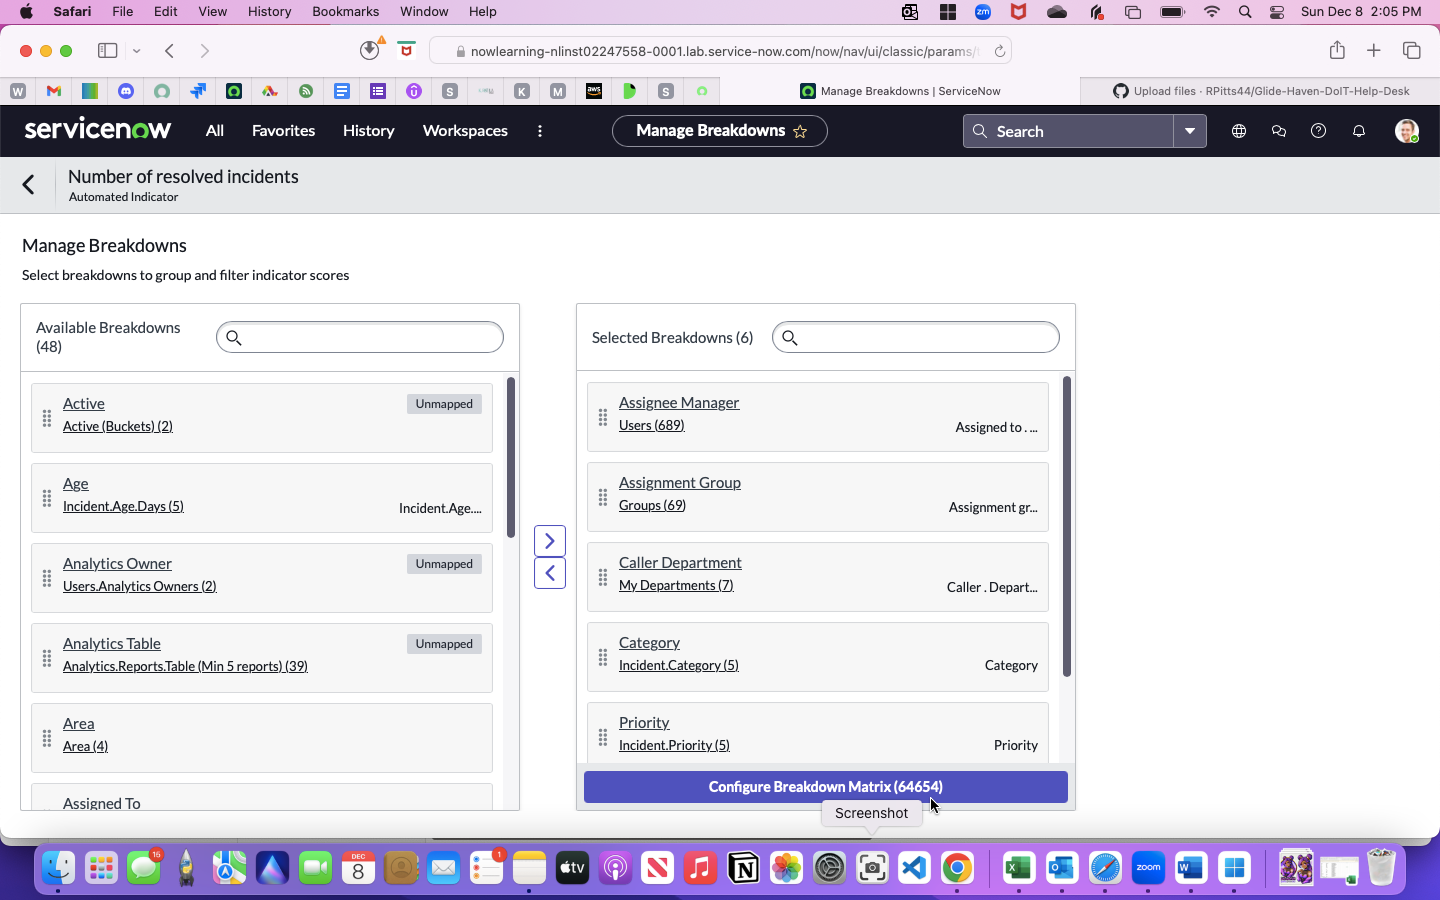 Safari File Edit View History Bookmarks Window Help
zm
Sun Dec 8 2:05 PM
nowlearning-nlinst02247558-0001.lab.service-now.com/now/nav/ui/classic/params/
W
S
K
M
aws
S
Manage Breakdowns | ServiceNow
Upload files · RPitts44/Glide-Haven-DoIT-Help-Desk
servicenow
All Favorites History Workspaces
Manage Breakdowns
Search
Number of resolved incidents
Automated Indicator
Manage Breakdowns
Select breakdowns to group and filter indicator scores
Available Breakdowns
(48)
Active
Unmapped
Active (Buckets) (2)
Age
Incident.Age.Days (5)
Incident.Age....
Analytics Owner
Unmapped
Users.Analytics Owners (2)
Analytics Table
Unmapped
Analytics.Reports.Table (Min 5 reports) (39)
Area
Area (4)
Assigned To
Selected Breakdowns (6)
Assignee Manager
Users (689)
Assigned to . ...
Assignment Group
Groups (69)
Assignment gr...
Caller Department
My Departments (7)
Caller . Depart...
Category
Incident.Category (5)
Category
Priority
Incident.Priority (5)
Priority
Configure Breakdown Matrix (64654)
Screenshot
15
DEC
8
1
tv
zoom